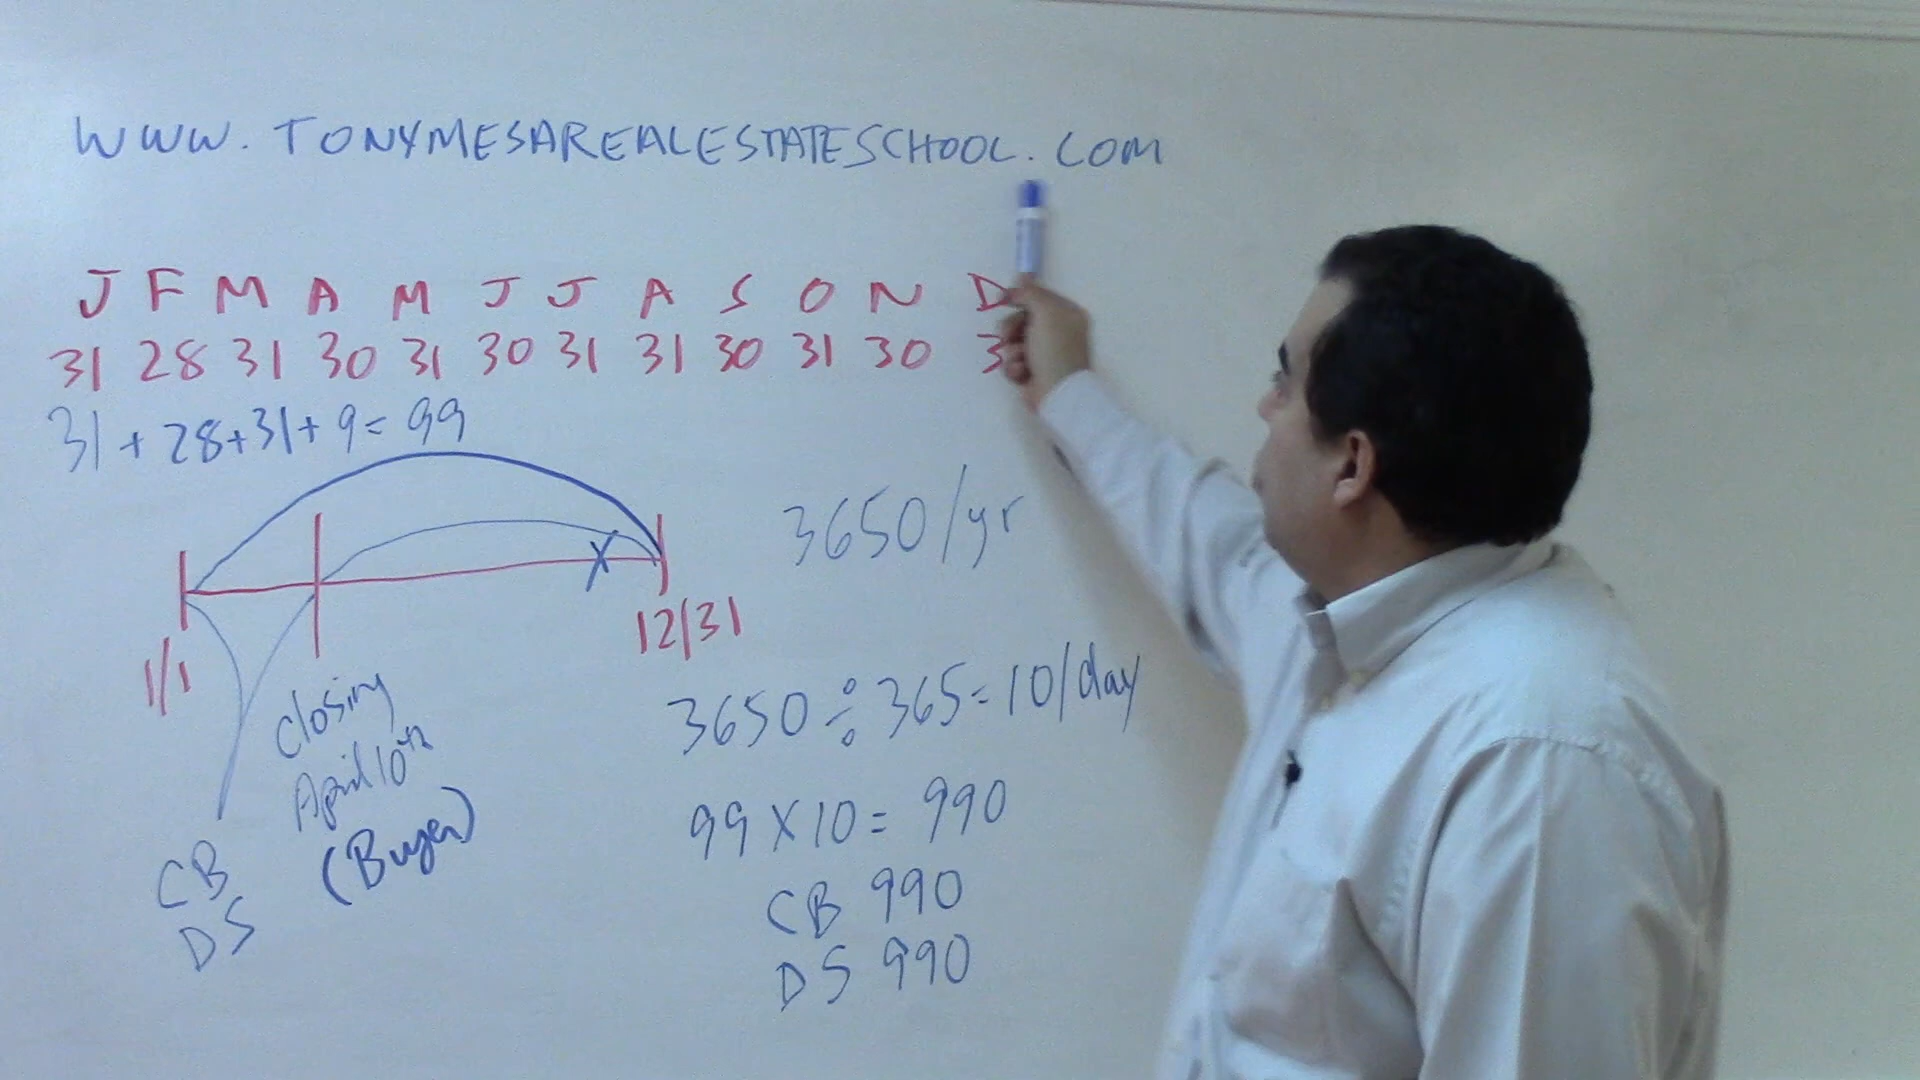 WWW.TONYMESAREALESTATESCHOOL.COM
J F M A M J J A S O N D
31 28 31 30 31 30 31 31 30 31 30 3
31 + 28 + 31 + 9 = 99
3650/yr
X
1/1
12/31
closing
April 10th
(Buyer)
CB
DS
3650 ÷ 365 = 10/day
99 X 10 = 990
CB 990
DS 990